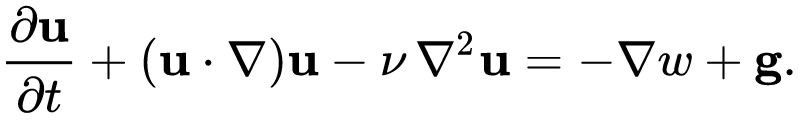 ∂𝐮/∂t + (𝐮 · ∇)𝐮 − ν ∇²𝐮 = −∇w + 𝐠.